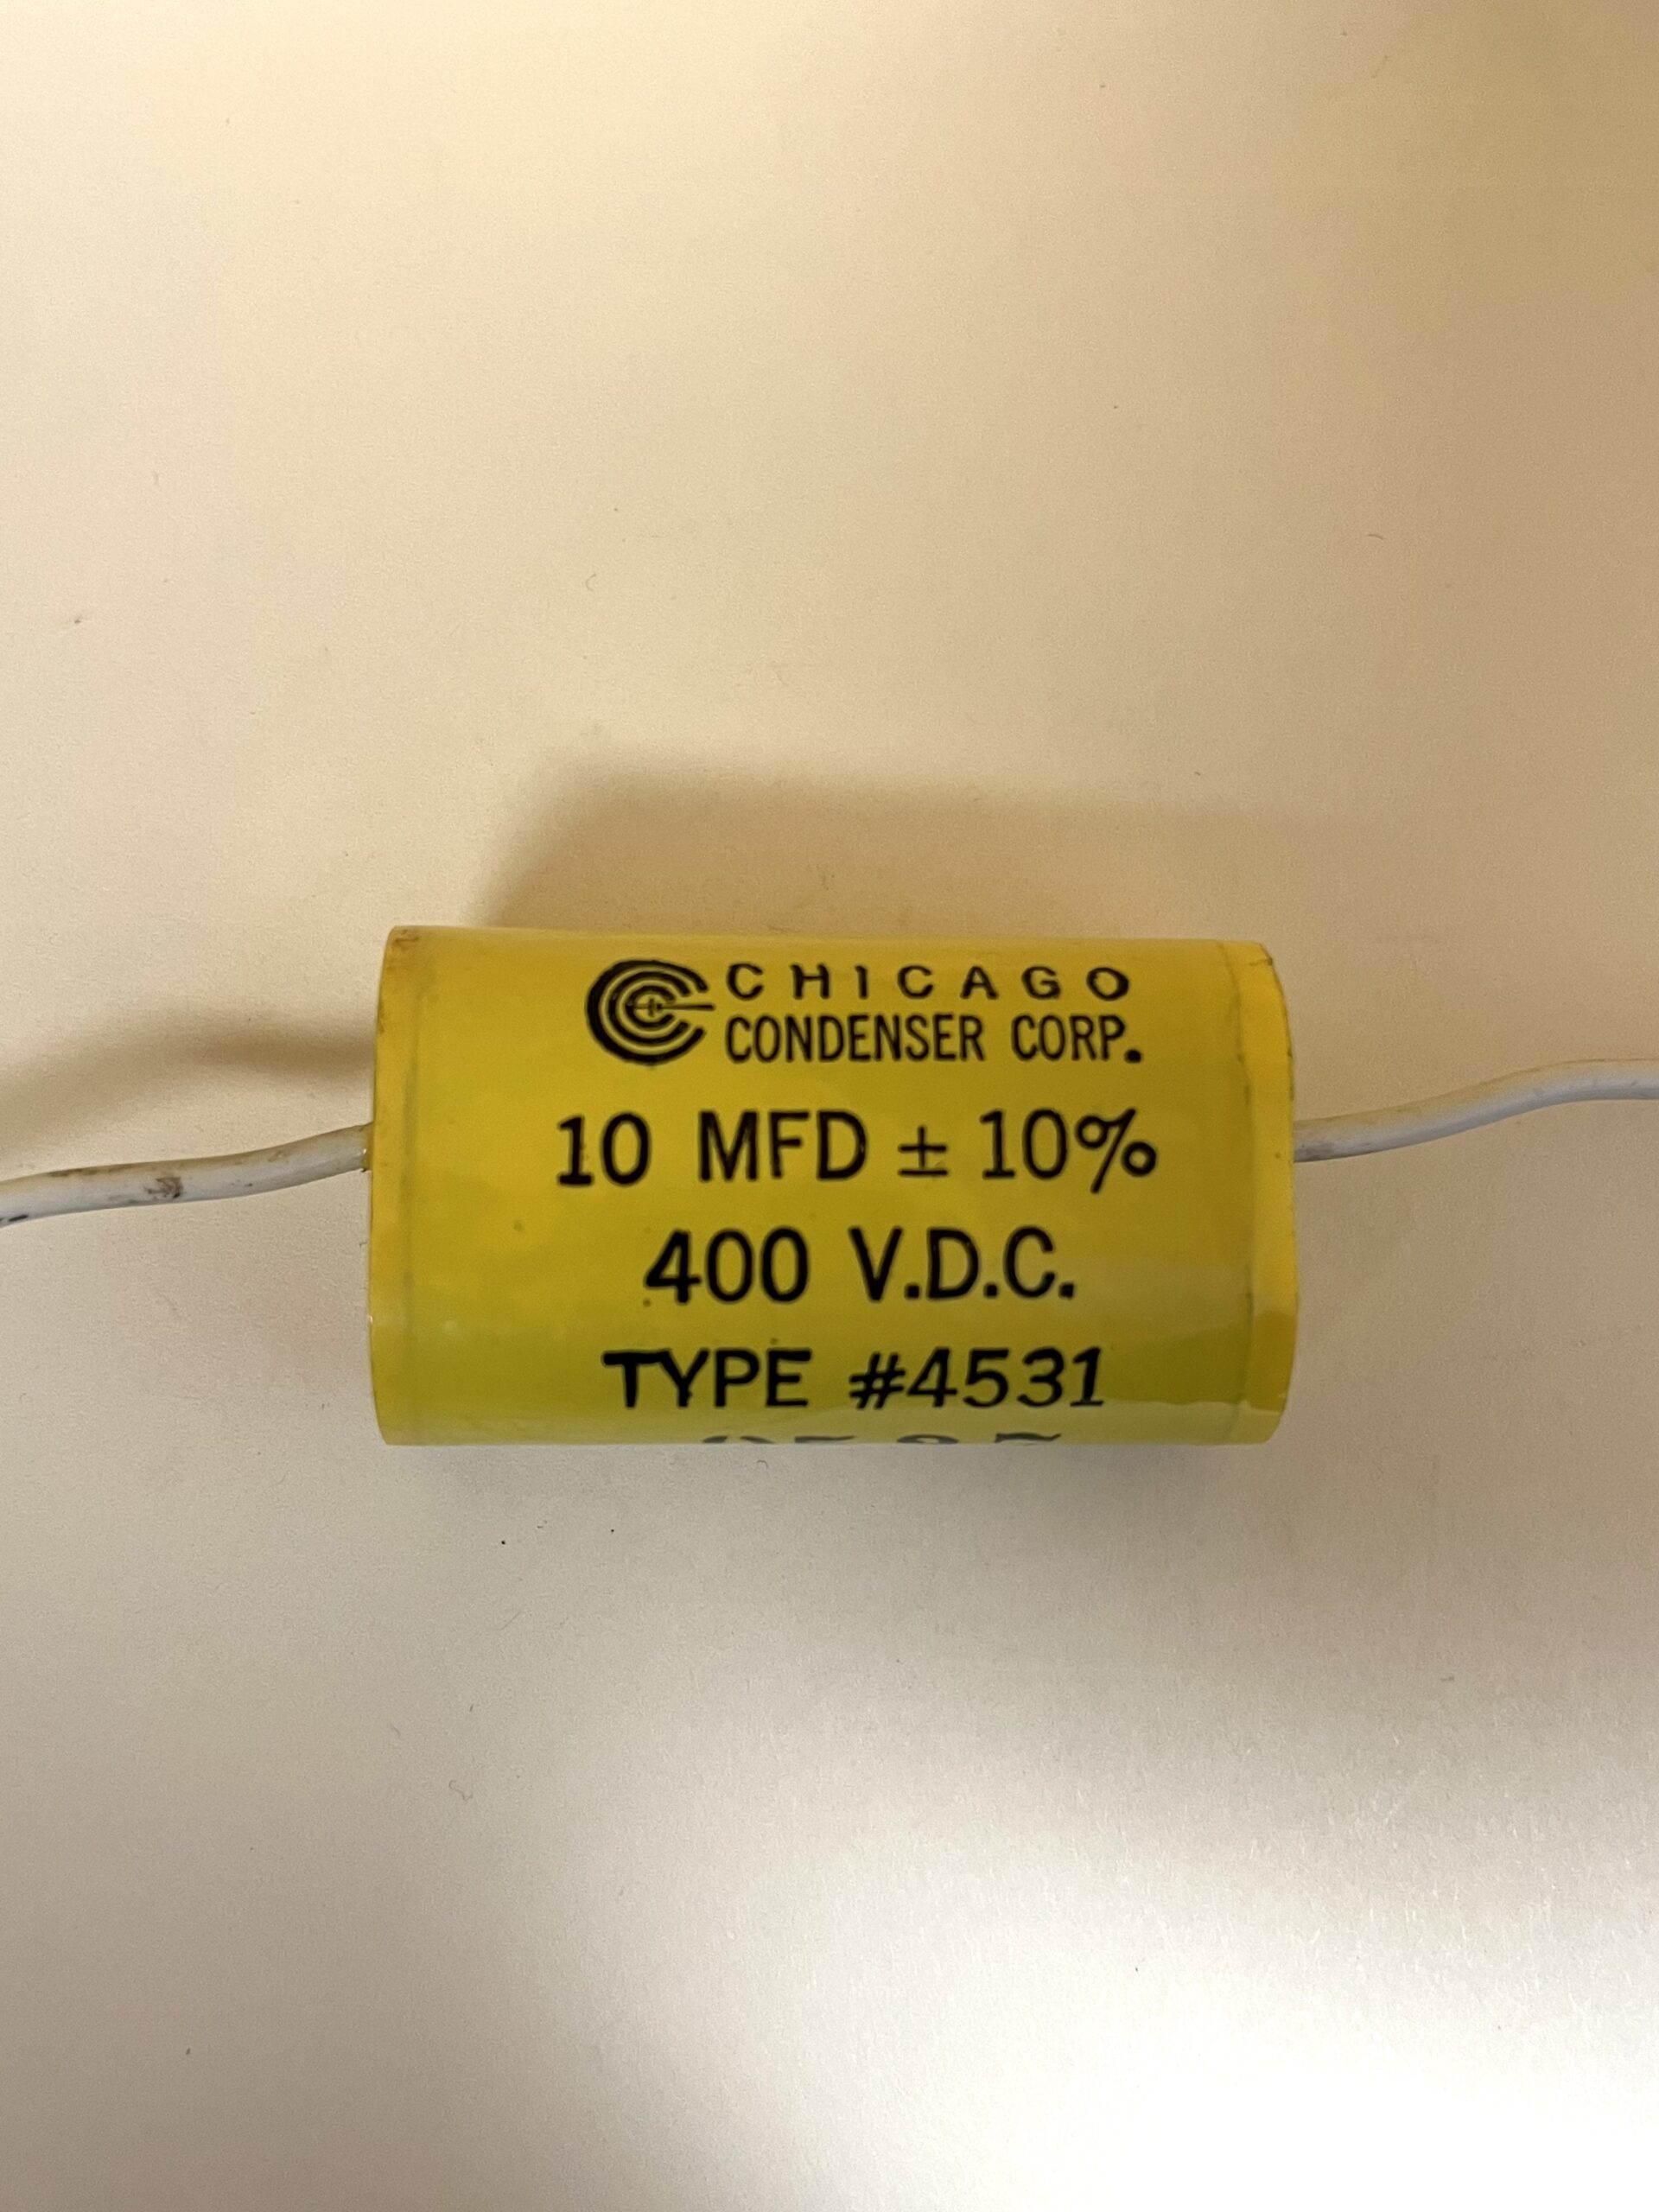 CHICAGO
CONDENSER CORP.
10 MFD ± 10%
400 V.D.C.
TYPE #4531